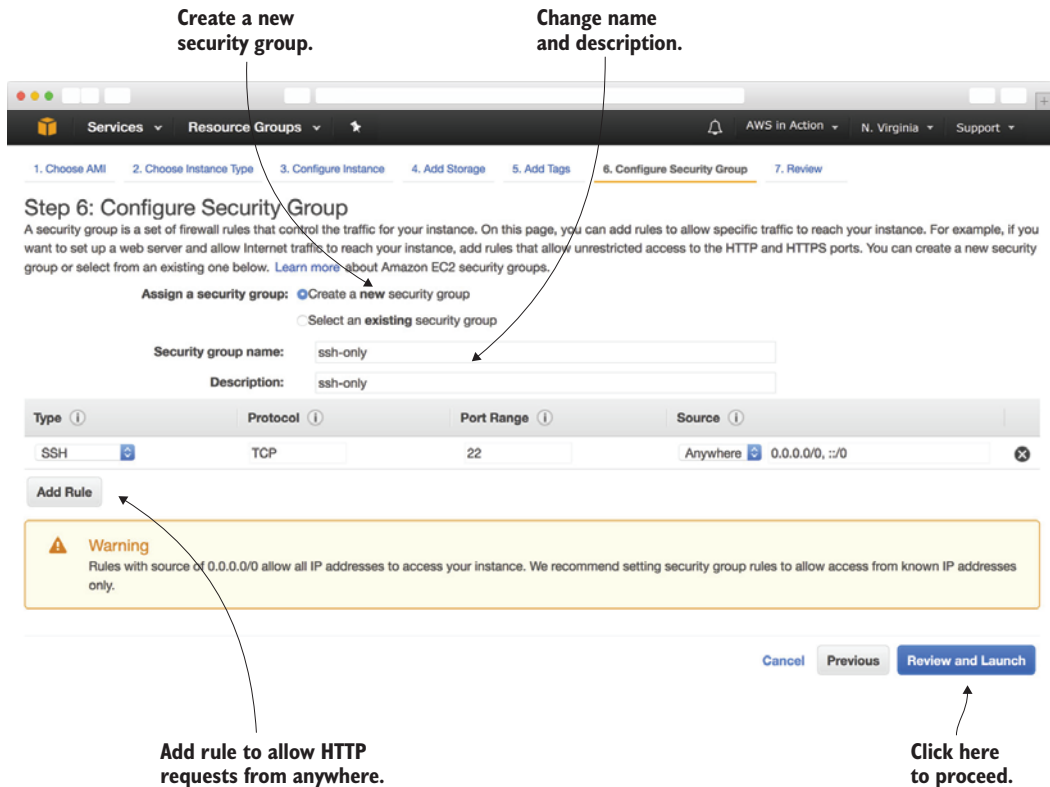 Create a new
security group.
Change name
and description.
Services
Resource Groups
AWS in Action
N. Virginia
Support
1. Choose AMI
2. Choose Instance Type
3. Configure Instance
4. Add Storage
5. Add Tags
6. Configure Security Group
7. Review
Step 6: Configure Security Group
A security group is a set of firewall rules that control the traffic for your instance. On this page, you can add rules to allow specific traffic to reach your instance. For example, if you
want to set up a web server and allow Internet traffic to reach your instance, add rules that allow unrestricted access to the HTTP and HTTPS ports. You can create a new security
group or select from an existing one below. Learn more about Amazon EC2 security groups.
Assign a security group: Create a new security group
Select an existing security group
Security group name: ssh-only
Description: ssh-only
Type Protocol Port Range Source
SSH TCP 22 Anywhere 0.0.0.0/0, ::/0
Add Rule
Warning
Rules with source of 0.0.0.0/0 allow all IP addresses to access your instance. We recommend setting security group rules to allow access from known IP addresses
only.
Cancel
Previous
Review and Launch
Add rule to allow HTTP
requests from anywhere.
Click here
to proceed.